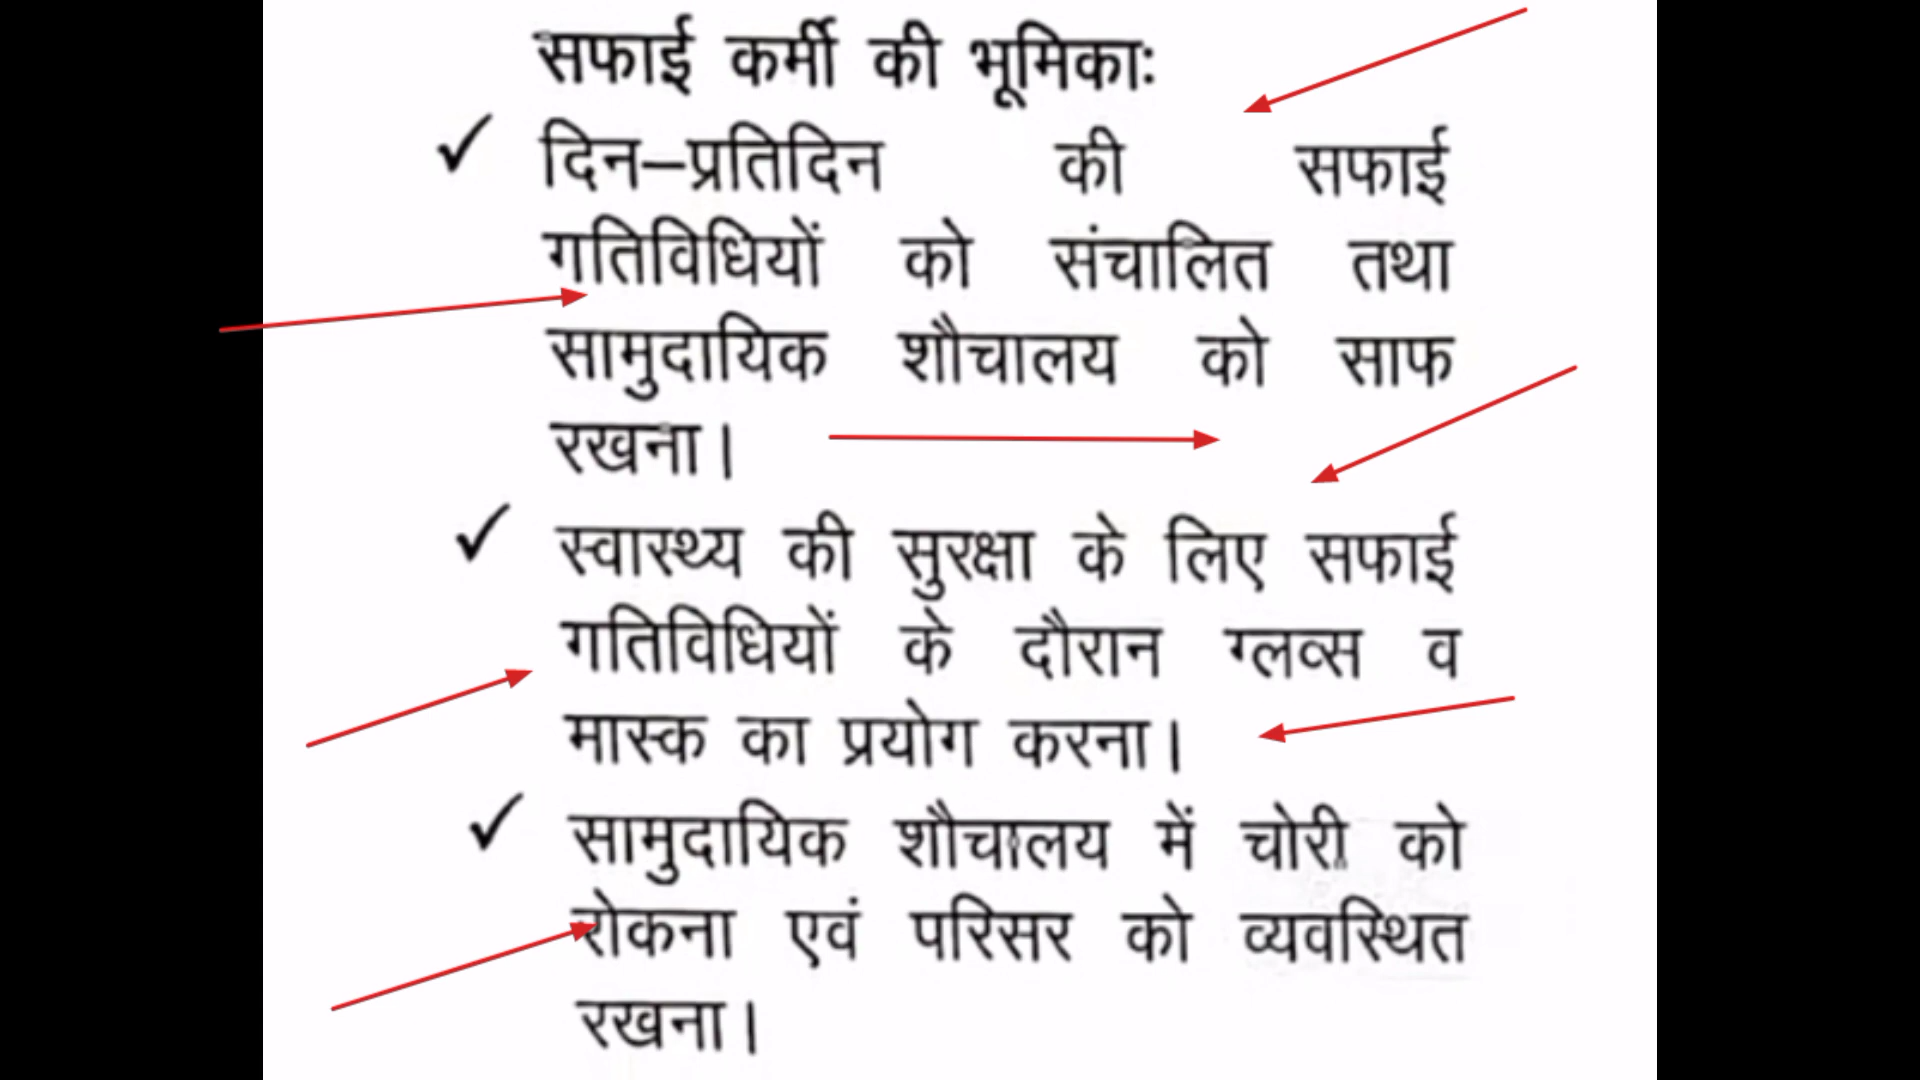 सफाई कर्मी की भूमिकाः
✓ दिन–प्रतिदिन की सफाई
गतिविधियों को संचालित तथा
सामुदायिक शौचालय को साफ
रखना।
✓ स्वास्थ्य की सुरक्षा के लिए सफाई
गतिविधियों के दौरान ग्लव्स व
मास्क का प्रयोग करना।
✓ सामुदायिक शौचालय में चोरी को
रोकना एवं परिसर को व्यवस्थित
रखना।